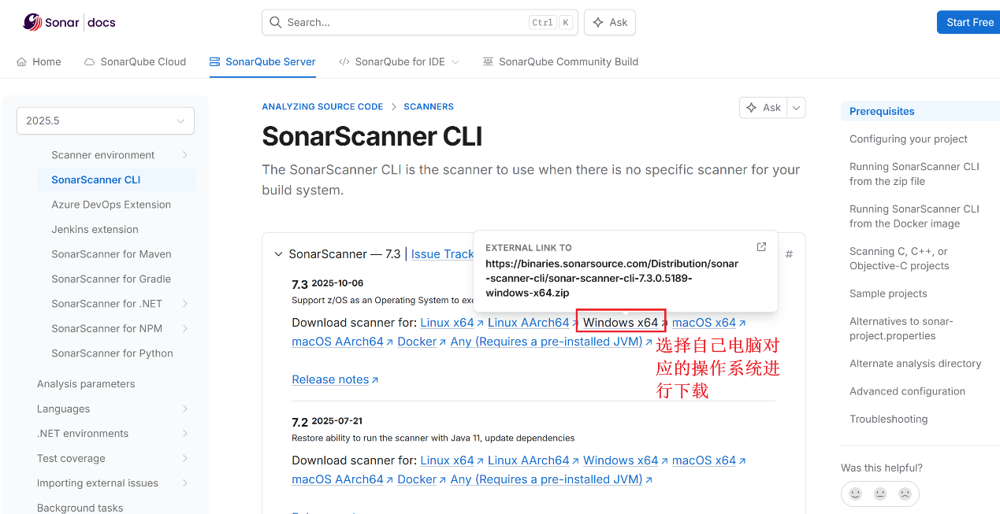 Sonar docs
Search...
Ctrl K
Ask
Start Free
Home
SonarQube Cloud
SonarQube Server
SonarQube for IDE
SonarQube Community Build
2025.5
Scanner environment
SonarScanner CLI
Azure DevOps Extension
Jenkins extension
SonarScanner for Maven
SonarScanner for Gradle
SonarScanner for .NET
SonarScanner for NPM
SonarScanner for Python
Analysis parameters
Languages
.NET environments
Test coverage
Importing external issues
Background tasks
ANALYZING SOURCE CODE > SCANNERS
Ask
SonarScanner CLI
The SonarScanner CLI is the scanner to use when there is no specific scanner for your
build system.
SonarScanner — 7.3 | Issue Track
#
EXTERNAL LINK TO
https://binaries.sonarsource.com/Distribution/sonar
-scanner-cli/sonar-scanner-cli-7.3.0.5189-
windows-x64.zip
7.3 2025-10-06
Support z/OS as an Operating System to exe
Download scanner for: Linux x64 Linux AArch64 Windows x64 macOS x64
macOS AArch64 Docker Any (Requires a pre-installed JVM)
选择自己电脑对
应的操作系统进
行下载
Release notes
7.2 2025-07-21
Restore ability to run the scanner with Java 11, update dependencies
Download scanner for: Linux x64 Linux AArch64 Windows x64 macOS x64
macOS AArch64 Docker Any (Requires a pre-installed JVM)
Prerequisites
Configuring your project
Running SonarScanner CLI
from the zip file
Running SonarScanner CLI
from the Docker image
Scanning C, C++, or
Objective-C projects
Sample projects
Alternatives to sonar-
project.properties
Alternate analysis directory
Advanced configuration
Troubleshooting
Was this helpful?